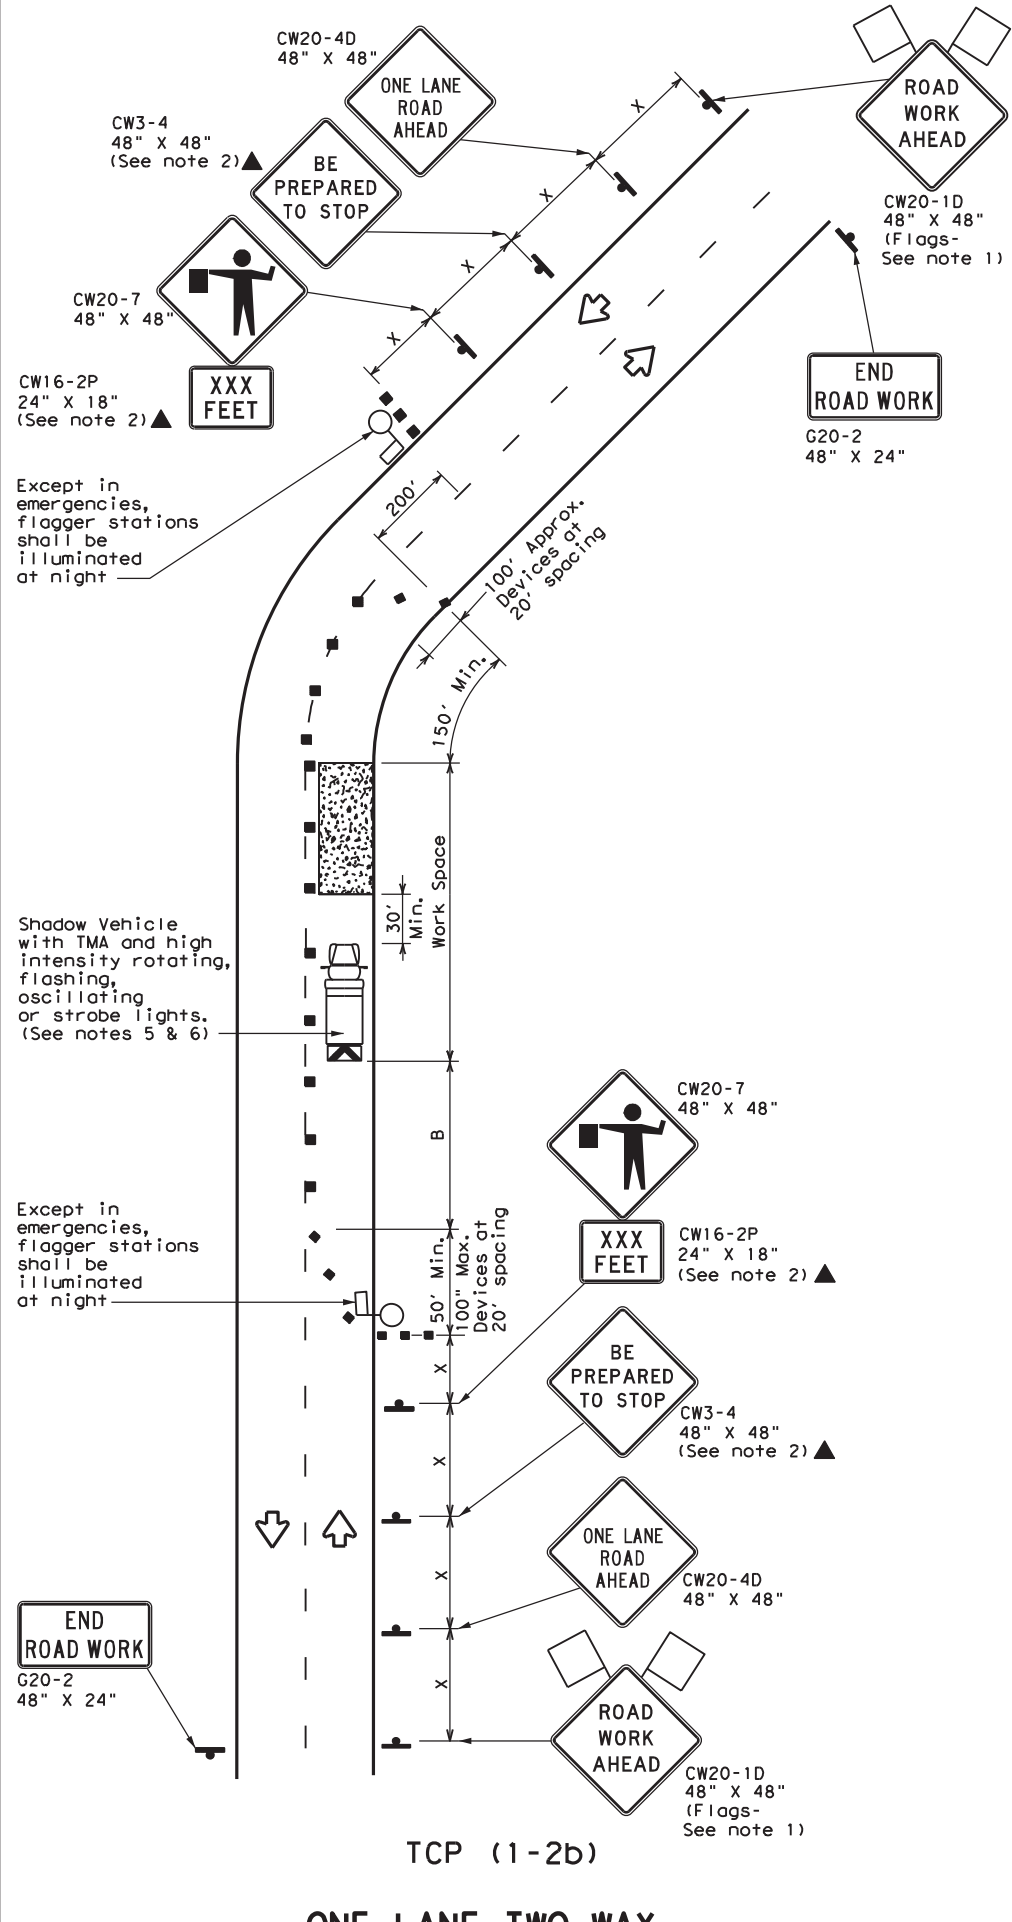 CW20-4D
48" X 48"
ONE LANE
ROAD
AHEAD
ROAD
WORK
AHEAD
CW20-1D
48" X 48"
(Flags-
See note 1)
CW3-4
48" X 48"
(See note 2)
BE
PREPARED
TO STOP
X
X
X
X
CW20-7
48" X 48"
CW16-2P
24" X 18"
(See note 2)
XXX
FEET
END
ROAD WORK
G20-2
48" X 24"
Except in
emergencies,
flagger stations
shall be
illuminated
at night
200'
100' Approx.
Devices at
20' spacing
150' Min.
Work Space
30'
Min.
Shadow Vehicle
with TMA and high
intensity rotating,
flashing,
oscillating
or strobe lights.
(See notes 5 & 6)
B
CW20-7
48" X 48"
XXX
FEET
CW16-2P
24" X 18"
(See note 2)
Except in
emergencies,
flagger stations
shall be
illuminated
at night
50' Min.
100" Max.
Devices at
20' spacing
X
X
X
X
BE
PREPARED
TO STOP
CW3-4
48" X 48"
(See note 2)
ONE LANE
ROAD
AHEAD
CW20-4D
48" X 48"
END
ROAD WORK
G20-2
48" X 24"
ROAD
WORK
AHEAD
CW20-1D
48" X 48"
(Flags-
See note 1)
TCP (1-2b)
ONE LANE TWO WAY